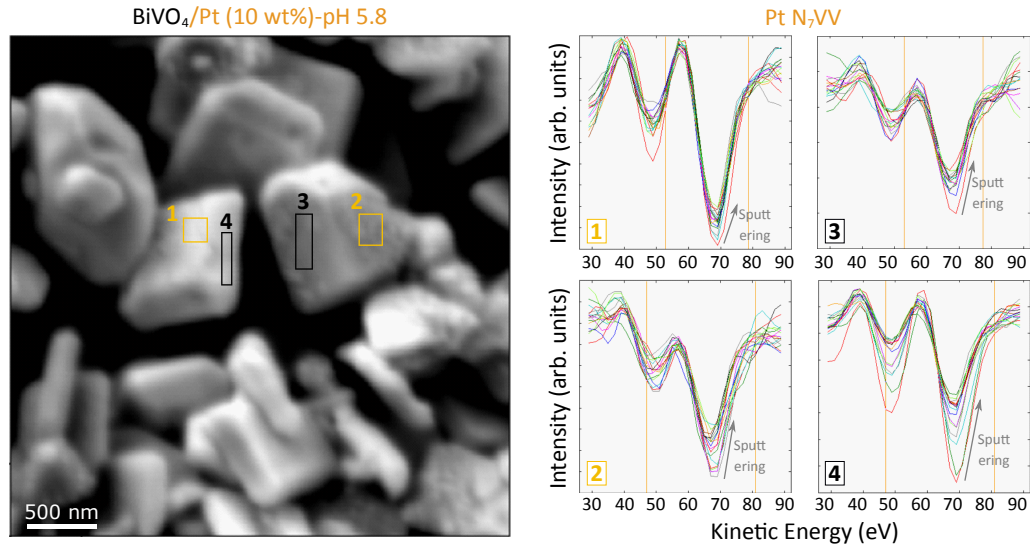 BiVO₄/Pt (10 wt%)-pH 5.8
1
4
3
2
500 nm
Pt N₇VV
Intensity (arb. units)
1
Sputt
ering
30 40 50 60 70 80 90
3
Sputt
ering
30 40 50 60 70 80 90
Intensity (arb. units)
2
Sputt
ering
30 40 50 60 70 80 90
4
Sputt
ering
30 40 50 60 70 80 90
Kinetic Energy (eV)